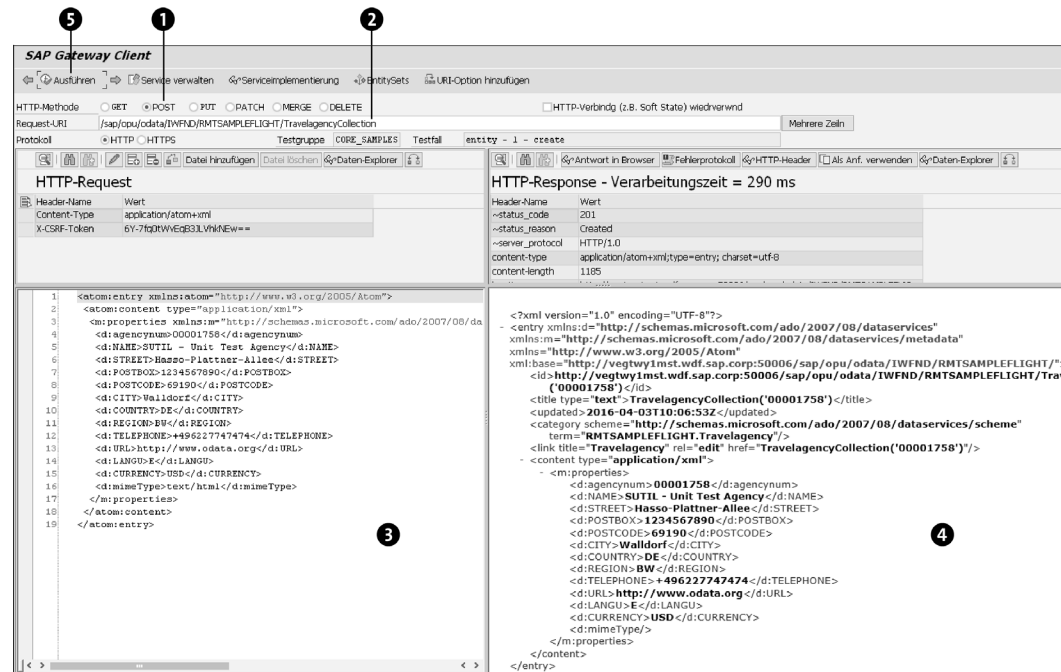 5 1 2
SAP Gateway Client
Ausführen Service verwalten Serviceimplementierung EntitySets URI-Option hinzufügen
HTTP-Methode GET POST PUT PATCH MERGE DELETE HTTP-Verbindg (z.B. Soft State) wiedrverwnd
Request-URI /sap/opu/odata/IWFND/RMTSAMPLEFLIGHT/TravelagencyCollection Mehrere Zeiln
Protokoll HTTP HTTPS Testgruppe CORE_SAMPLES Testfall entity - 1 - create
Datei hinzufügen Datei löschen Daten-Explorer
HTTP-Request
Header-Name Wert
Content-Type application/atom+xml
X-CSRF-Token 6Y-7fq0tWvEqB3JLVhkNEw==
1 <atom:entry xmlns:atom="http://www.w3.org/2005/Atom">
2 <atom:content type="application/xml">
3 <m:properties xmlns:m="http://schemas.microsoft.com/ado/2007/08/da
4 <d:agencynum>00001758</d:agencynum>
5 <d:NAME>SUTIL - Unit Test Agency</d:NAME>
6 <d:STREET>Hasso-Plattner-Allee</d:STREET>
7 <d:POSTBOX>1234567890</d:POSTBOX>
8 <d:POSTCODE>69190</d:POSTCODE>
9 <d:CITY>Walldorf</d:CITY>
10 <d:COUNTRY>DE</d:COUNTRY>
11 <d:REGION>BW</d:REGION>
12 <d:TELEPHONE>+496227747474</d:TELEPHONE>
13 <d:URL>http://www.odata.org</d:URL>
14 <d:LANGU>E</d:LANGU>
15 <d:CURRENCY>USD</d:CURRENCY>
16 <d:mimeType>text/html</d:mimeType>
17 </m:properties>
18 </atom:content>
19 </atom:entry>
3
Antwort in Browser Fehlerprotokoll HTTP-Header Als Anf. verwenden Daten-Explorer
HTTP-Response - Verarbeitungszeit = 290 ms
Header-Name Wert
~status_code 201
~status_reason Created
~server_protocol HTTP/1.0
content-type application/atom+xml;type=entry; charset=utf-8
content-length 1185
<?xml version="1.0" encoding="UTF-8"?>
- <entry xmlns:d="http://schemas.microsoft.com/ado/2007/08/dataservices"
xmlns:m="http://schemas.microsoft.com/ado/2007/08/dataservices/metadata"
xmlns="http://www.w3.org/2005/Atom"
xml:base="http://vegtwy1mst.wdf.sap.corp:50006/sap/opu/odata/IWFND/RMTSAMPLEFLIGHT/"
<id>http://vegtwy1mst.wdf.sap.corp:50006/sap/opu/odata/IWFND/RMTSAMPLEFLIGHT/Trav
('00001758')</id>
<title type="text">TravelagencyCollection('00001758')</title>
<updated>2016-04-03T10:06:53Z</updated>
<category scheme="http://schemas.microsoft.com/ado/2007/08/dataservices/scheme"
term="RMTSAMPLEFLIGHT.Travelagency"/>
<link title="Travelagency" rel="edit" href="TravelagencyCollection('00001758')"/>
- <content type="application/xml">
- <m:properties>
<d:agencynum>00001758</d:agencynum>
<d:NAME>SUTIL - Unit Test Agency</d:NAME>
<d:STREET>Hasso-Plattner-Allee</d:STREET>
<d:POSTBOX>1234567890</d:POSTBOX>
<d:POSTCODE>69190</d:POSTCODE>
<d:CITY>Walldorf</d:CITY>
<d:COUNTRY>DE</d:COUNTRY>
<d:REGION>BW</d:REGION>
<d:TELEPHONE>+496227747474</d:TELEPHONE>
<d:URL>http://www.odata.org</d:URL>
<d:LANGU>E</d:LANGU>
<d:CURRENCY>USD</d:CURRENCY>
<d:mimeType/>
</m:properties>
</content>
</entry>
4